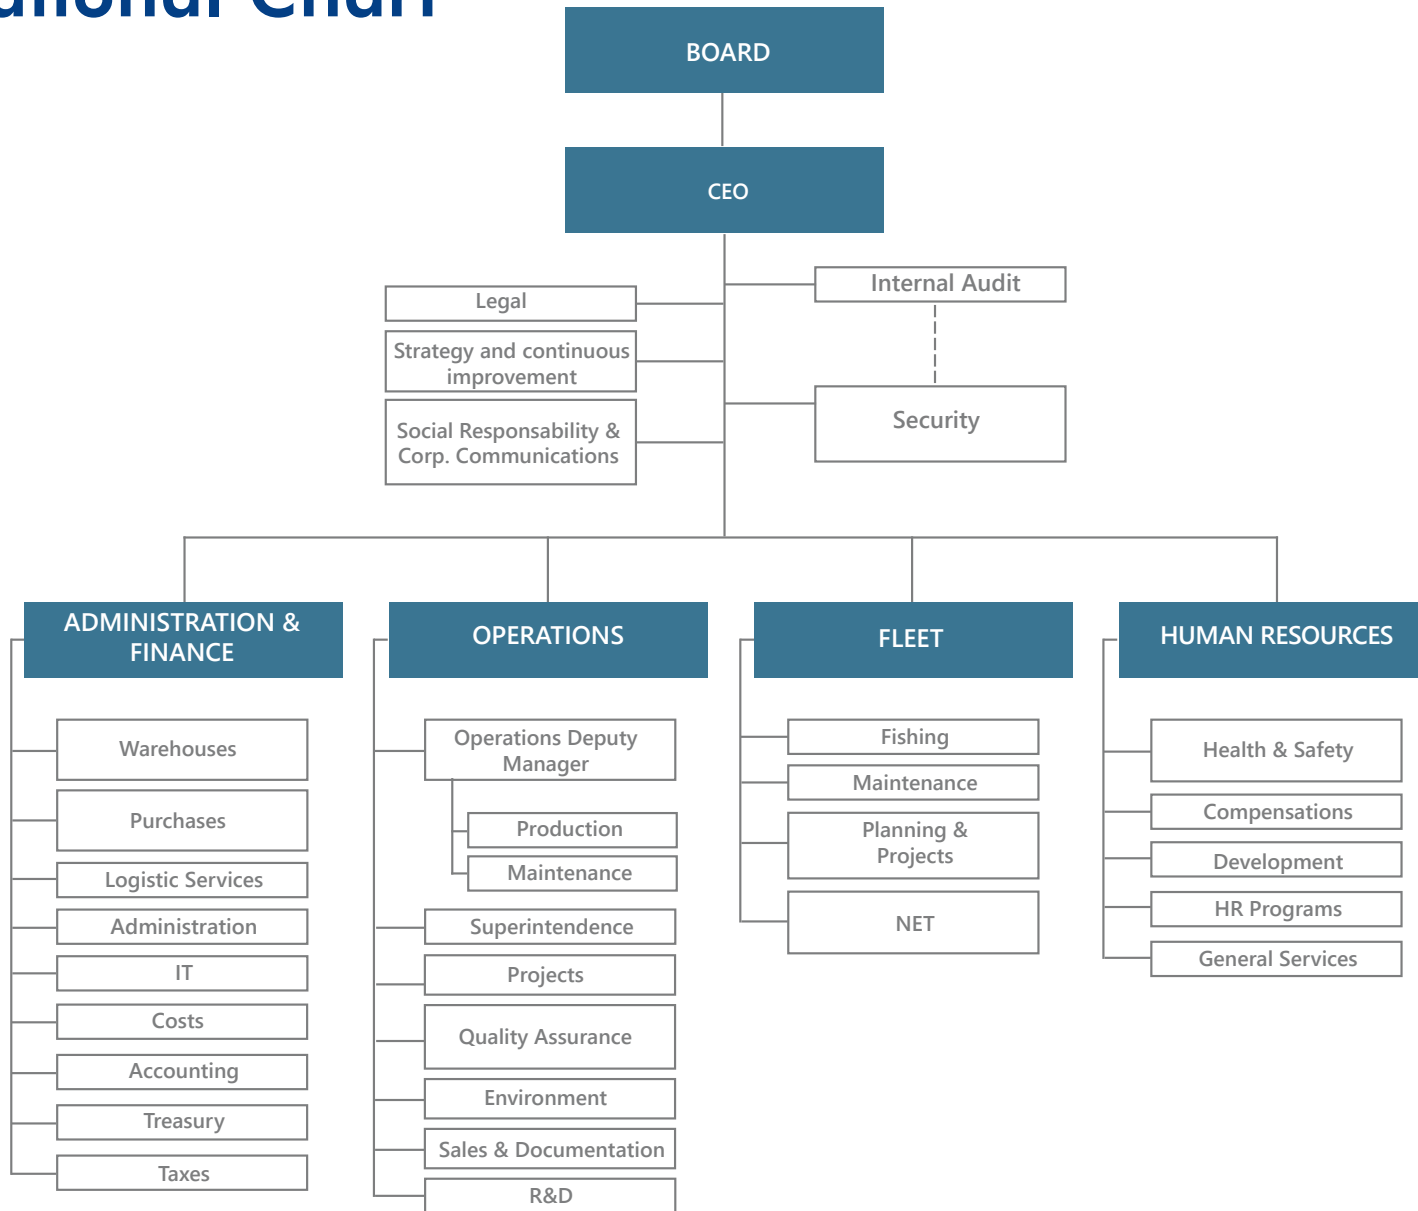 Chart
BOARD
CEO
Internal Audit
Legal
Strategy and continuous
improvement
Social Responsability &
Corp. Communications
Security
ADMINISTRATION &
FINANCE
Warehouses
Purchases
Logistic Services
Administration
IT
Costs
Accounting
Treasury
Taxes
OPERATIONS
Operations Deputy
Manager
Production
Maintenance
Superintendence
Projects
Quality Assurance
Environment
Sales & Documentation
R&D
FLEET
Fishing
Maintenance
Planning &
Projects
NET
HUMAN RESOURCES
Health & Safety
Compensations
Development
HR Programs
General Services